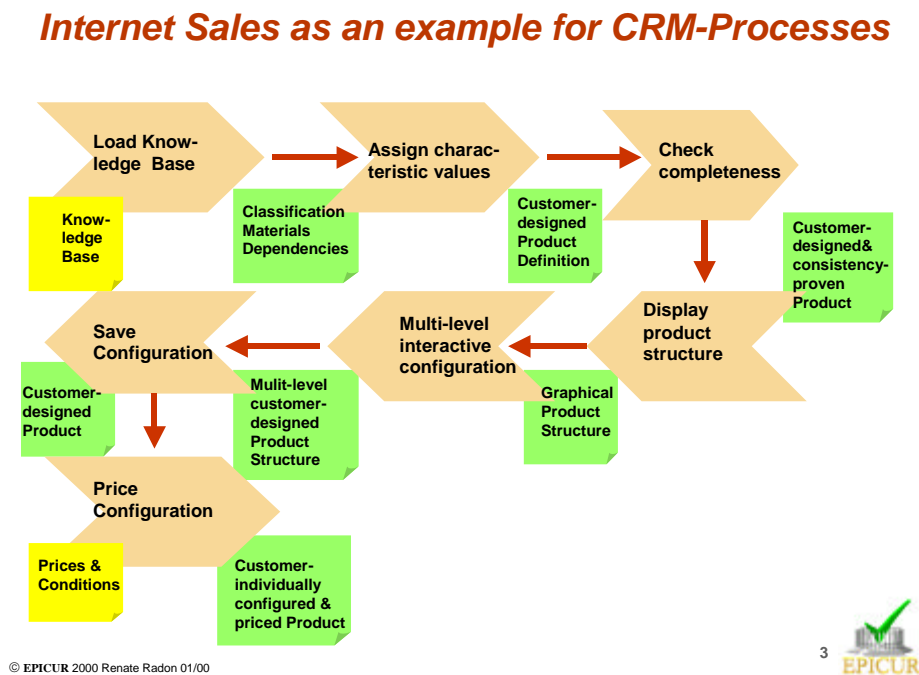 Internet Sales as an example for CRM-Processes
Load Know-
ledge Base
Assign charac-
teristic values
Check
completeness
Know-
ledge
Base
Classification
Materials
Dependencies
Customer-
designed
Product
Definition
Customer-
designed&
consistency-
proven
Product
Save
Configuration
Multi-level
interactive
configuration
Display
product
structure
Customer-
designed
Product
Mulit-level
customer-
designed
Product
Structure
Graphical
Product
Structure
Price
Configuration
Prices &
Conditions
Customer-
individually
configured &
priced Product
3
EPICUR
© EPICUR 2000 Renate Radon 01/00